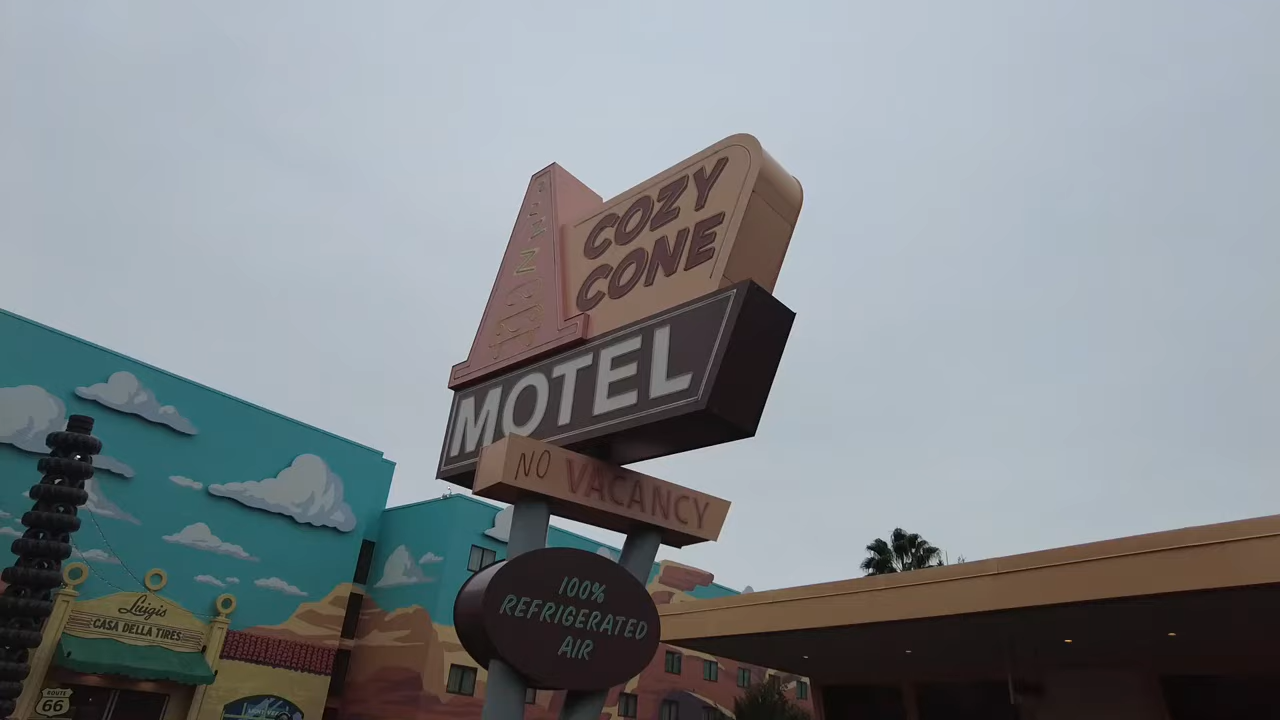 COZY
CONE
MOTEL
NO VACANCY
100%
REFRIGERATED
AIR
Luigi's
CASA DELLA TIRES
ROUTE
66